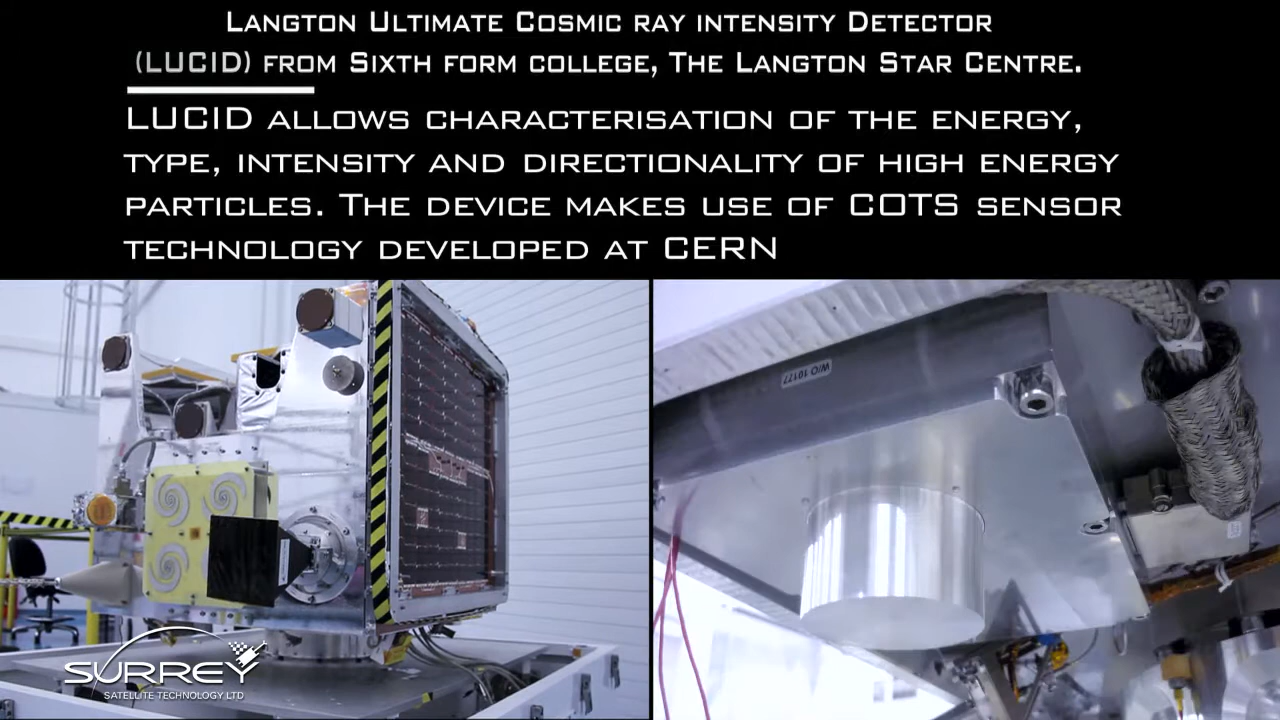 Langton Ultimate Cosmic ray intensity Detector
(LUCID) from Sixth form college, The Langton Star Centre.
LUCID allows characterisation of the energy,
type, intensity and directionality of high energy
particles. The device makes use of COTS sensor
technology developed at CERN
W/O 10177
SURREY
SATELLITE TECHNOLOGY LTD